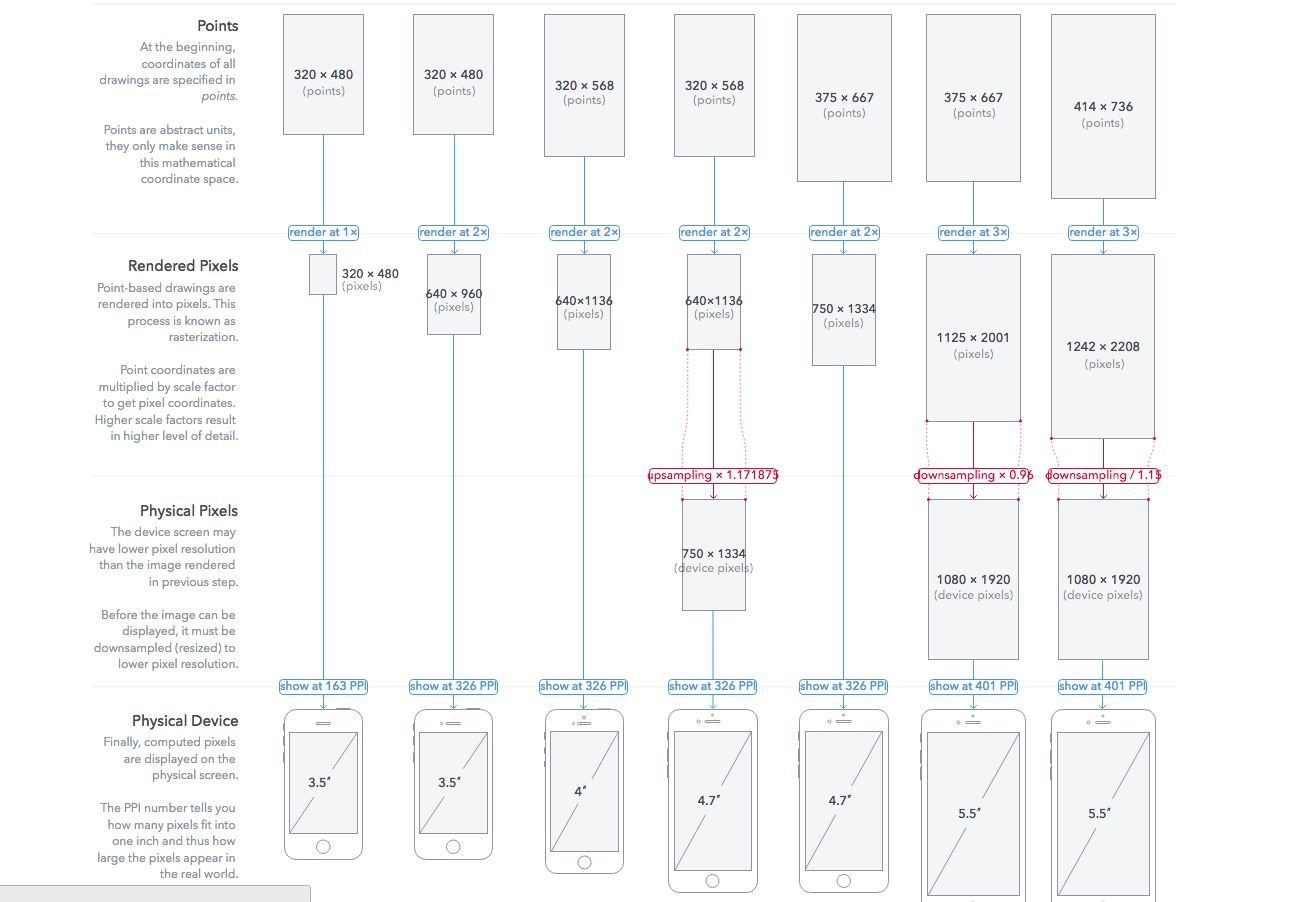 Points
At the beginning,
coordinates of all
drawings are specified in
points.
Points are abstract units,
they only make sense in
this mathematical
coordinate space.
320 × 480
(points)
320 × 480
(points)
320 × 568
(points)
320 × 568
(points)
375 × 667
(points)
375 × 667
(points)
414 × 736
(points)
render at 1×
render at 2×
render at 2×
render at 2×
render at 2×
render at 3×
render at 3×
Rendered Pixels
Point-based drawings are
rendered into pixels. This
process is known as
rasterization.
Point coordinates are
multiplied by scale factor
to get pixel coordinates.
Higher scale factors result
in higher level of detail.
320 × 480
(pixels)
640 × 960
(pixels)
640×1136
(pixels)
640×1136
(pixels)
750 × 1334
(pixels)
1125 × 2001
(pixels)
1242 × 2208
(pixels)
upsampling × 1.171875
downsampling × 0.96
downsampling / 1.15
Physical Pixels
The device screen may
have lower pixel resolution
than the image rendered
in previous step.
Before the image can be
displayed, it must be
downsampled (resized) to
lower pixel resolution.
750 × 1334
(device pixels)
1080 × 1920
(device pixels)
1080 × 1920
(device pixels)
show at 163 PPI
show at 326 PPI
show at 326 PPI
show at 326 PPI
show at 326 PPI
show at 401 PPI
show at 401 PPI
Physical Device
Finally, computed pixels
are displayed on the
physical screen.
The PPI number tells you
how many pixels fit into
one inch and thus how
large the pixels appear in
the real world.
3.5″
3.5″
4″
4.7″
4.7″
5.5″
5.5″